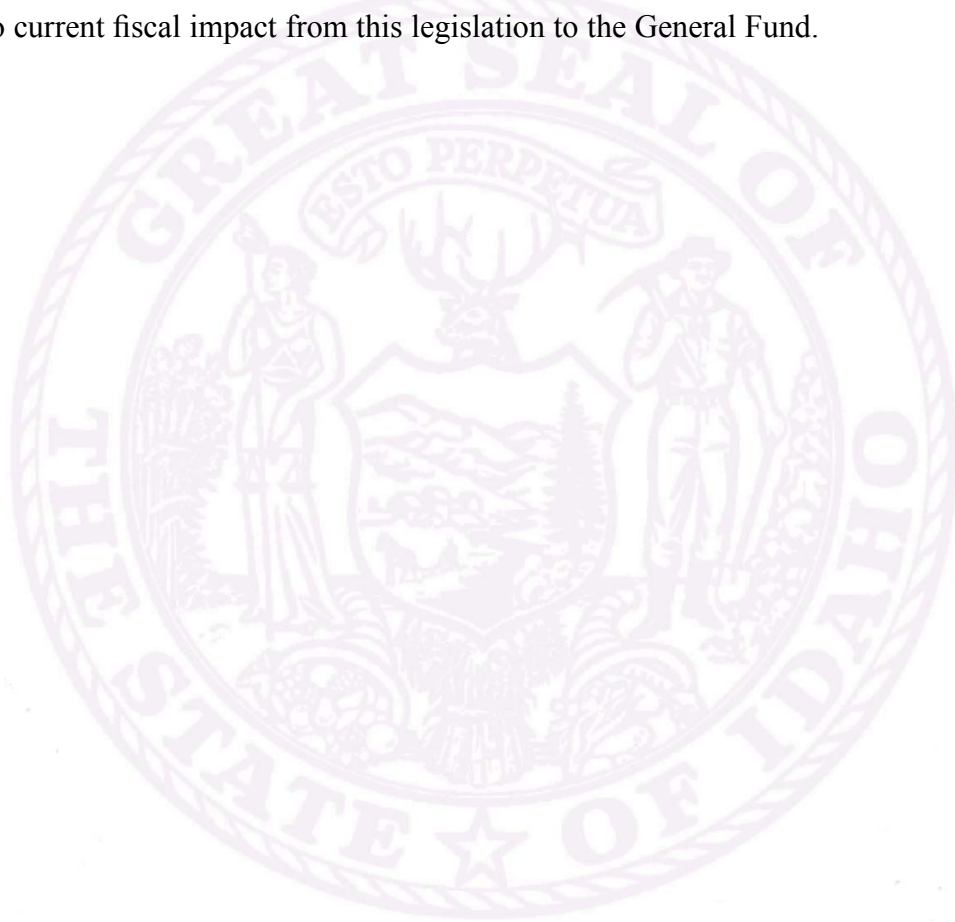 o current fiscal impact from this legislation to the General Fund.
GREAT SEAL OF
THE STATE OF IDAHO
ESTO PERPETUA